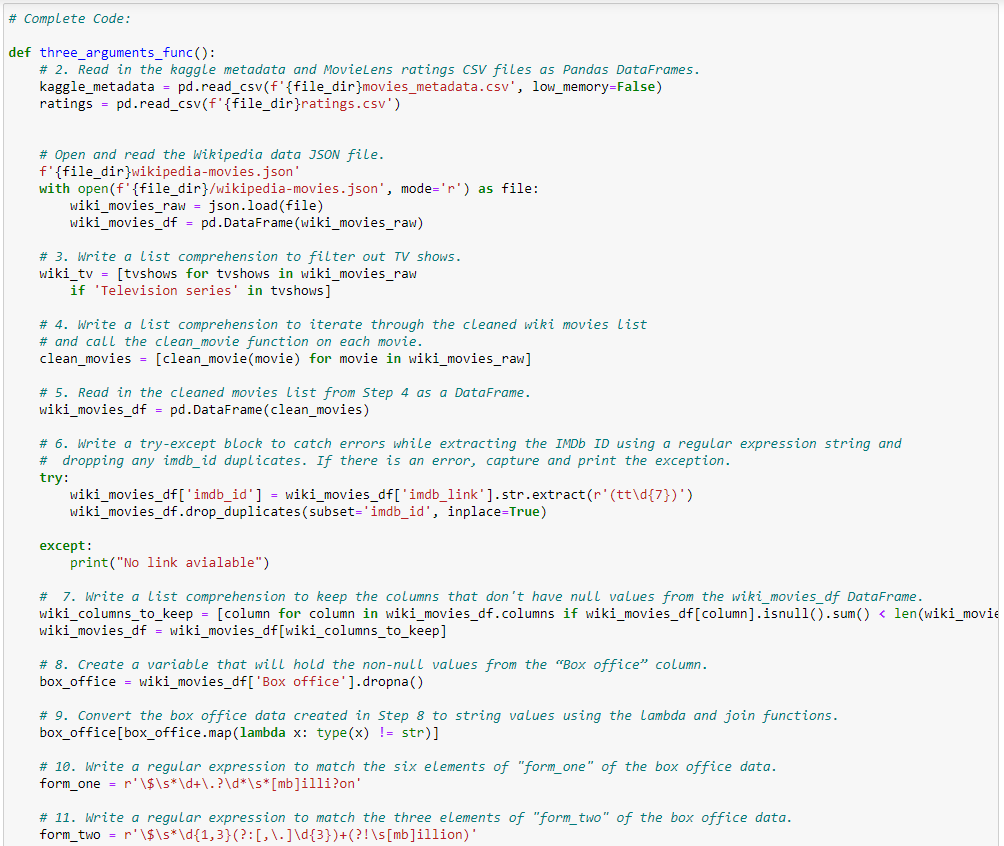 # Complete Code:
def three_arguments_func():
# 2. Read in the kaggle metadata and MovieLens ratings CSV files as Pandas DataFrames.
kaggle_metadata = pd.read_csv(f'{file_dir}movies_metadata.csv', low_memory=False)
ratings = pd.read_csv(f'{file_dir}ratings.csv')
# Open and read the Wikipedia data JSON file.
f'{file_dir}wikipedia-movies.json'
with open(f'{file_dir}/wikipedia-movies.json', mode='r') as file:
wiki_movies_raw = json.load(file)
wiki_movies_df = pd.DataFrame(wiki_movies_raw)
# 3. Write a list comprehension to filter out TV shows.
wiki_tv = [tvshows for tvshows in wiki_movies_raw
if 'Television series' in tvshows]
# 4. Write a list comprehension to iterate through the cleaned wiki movies list
# and call the clean_movie function on each movie.
clean_movies = [clean_movie(movie) for movie in wiki_movies_raw]
# 5. Read in the cleaned movies list from Step 4 as a DataFrame.
wiki_movies_df = pd.DataFrame(clean_movies)
# 6. Write a try-except block to catch errors while extracting the IMDb ID using a regular expression string and
#  dropping any imdb_id duplicates. If there is an error, capture and print the exception.
try:
wiki_movies_df['imdb_id'] = wiki_movies_df['imdb_link'].str.extract(r'(tt\d{7})')
wiki_movies_df.drop_duplicates(subset='imdb_id', inplace=True)
except:
print("No link avialable")
#  7. Write a list comprehension to keep the columns that don't have null values from the wiki_movies_df DataFrame.
wiki_columns_to_keep = [column for column in wiki_movies_df.columns if wiki_movies_df[column].isnull().sum() < len(wiki_movie
wiki_movies_df = wiki_movies_df[wiki_columns_to_keep]
# 8. Create a variable that will hold the non-null values from the “Box office” column.
box_office = wiki_movies_df['Box office'].dropna()
# 9. Convert the box office data created in Step 8 to string values using the lambda and join functions.
box_office[box_office.map(lambda x: type(x) != str)]
# 10. Write a regular expression to match the six elements of "form_one" of the box office data.
form_one = r'\$\s*\d+\.?\d*\s*[mb]illi?on'
# 11. Write a regular expression to match the three elements of "form_two" of the box office data.
form_two = r'\$\s*\d{1,3}(?:[,\.]\d{3})+(?!\s[mb]illion)'